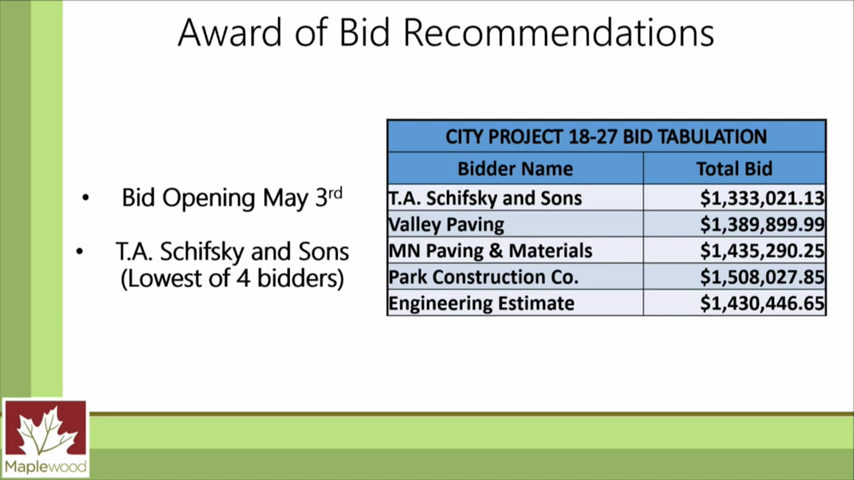 Award of Bid Recommendations
• Bid Opening May 3rd
• T.A. Schifsky and Sons
(Lowest of 4 bidders)
CITY PROJECT 18-27 BID TABULATION
Bidder Name Total Bid
T.A. Schifsky and Sons $1,333,021.13
Valley Paving $1,389,899.99
MN Paving & Materials $1,435,290.25
Park Construction Co. $1,508,027.85
Engineering Estimate $1,430,446.65
Maplewood